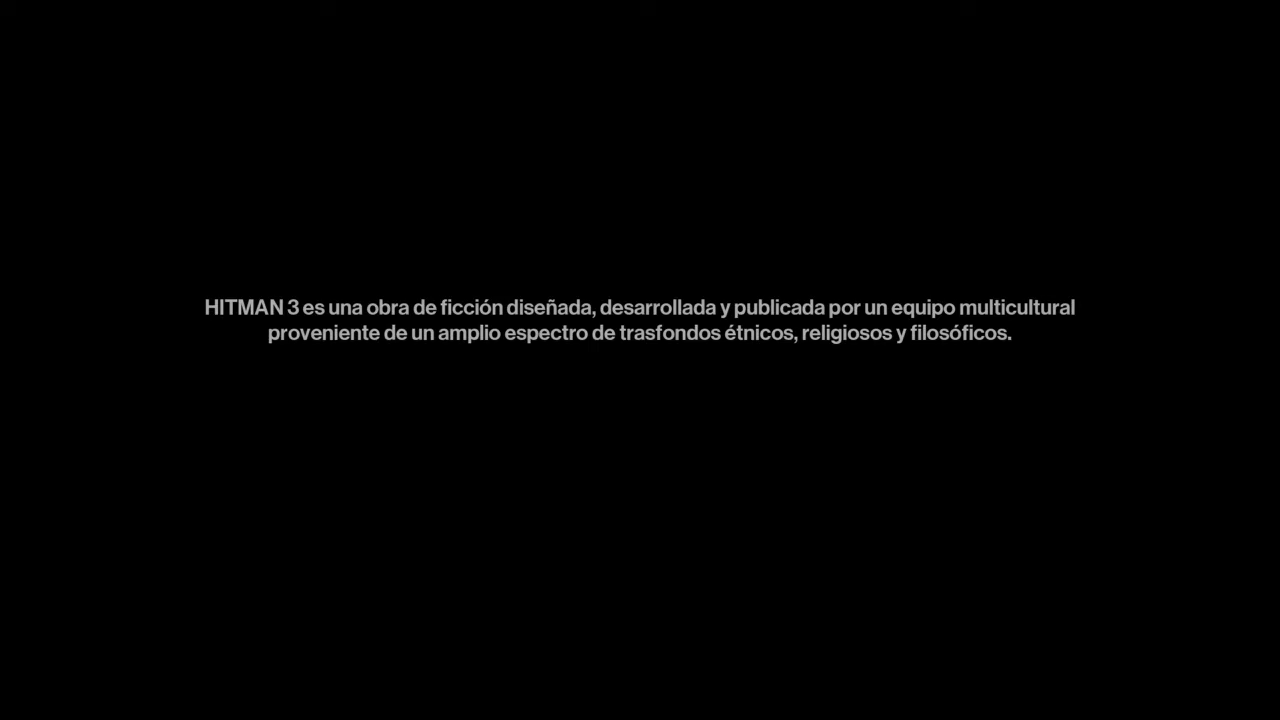 HITMAN 3 es una obra de ficción diseñada, desarrollada y publicada por un equipo multicultural
proveniente de un amplio espectro de trasfondos étnicos, religiosos y filosóficos.